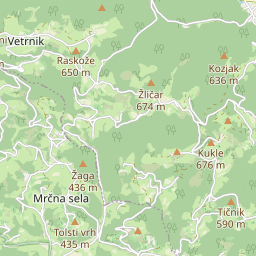 Vetrnik
Raskože
650 m
Žličar
674 m
Kozjak
636 m
Kukle
676 m
Žaga
436 m
Mrčna sela
Tičnik
590 m
Tolsti vrh
435 m